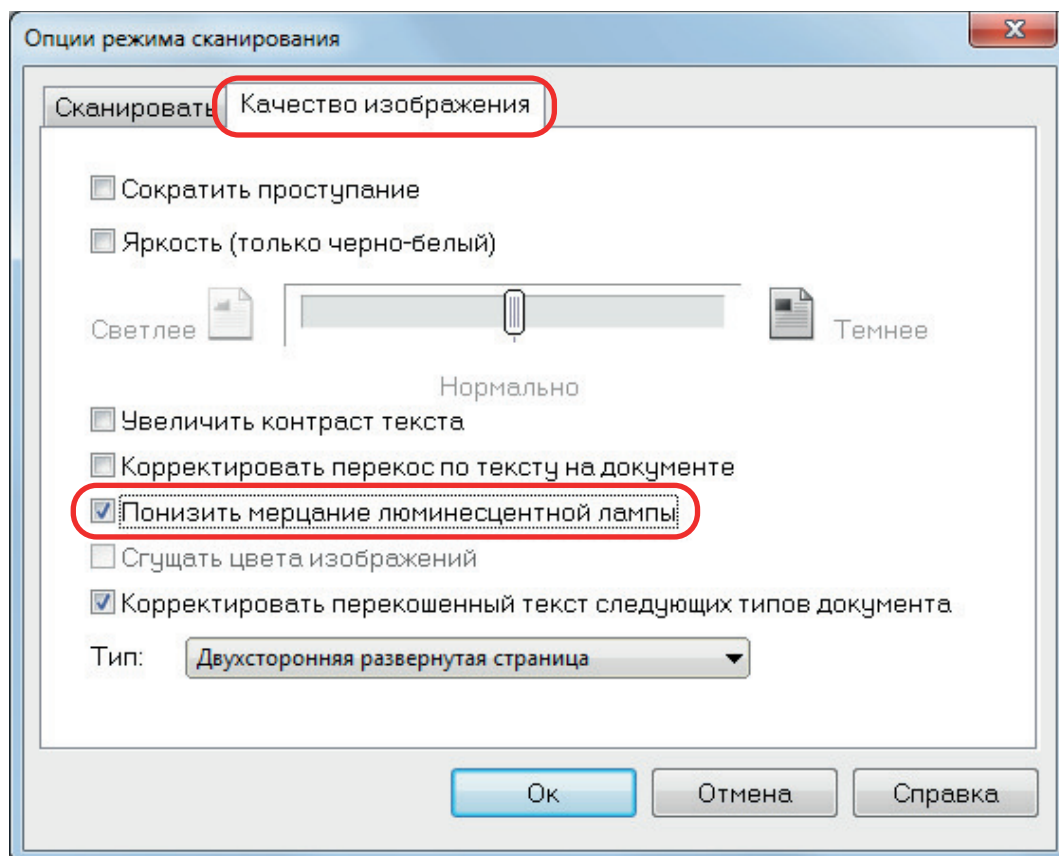 Опции режима сканирования
Сканировать Качество изображения
Сократить проступание
Яркость (только черно-белый)
Светлее Темнее
Нормально
Увеличить контраст текста
Корректировать перекос по тексту на документе
Понизить мерцание люминесцентной лампы
Сгущать цвета изображений
Корректировать перекошенный текст следующих типов документа
Тип: Двухсторонняя развернутая страница
Ок Отмена Справка